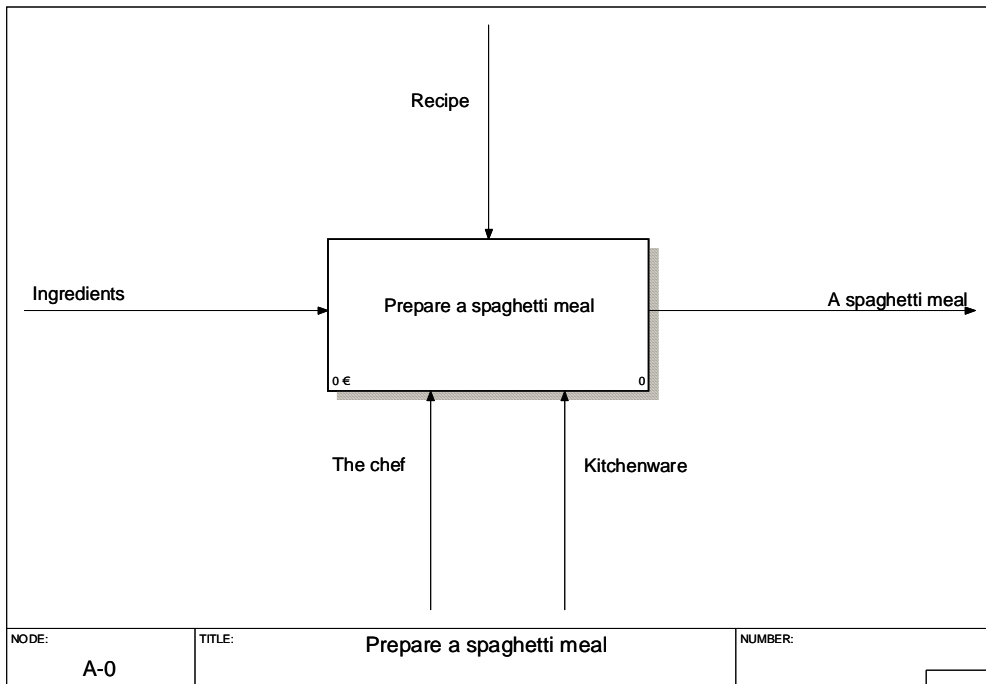 Recipe
Ingredients
Prepare a spaghetti meal
A spaghetti meal
0 €
0
The chef
Kitchenware
NODE:
TITLE:
Prepare a spaghetti meal
NUMBER:
A-0